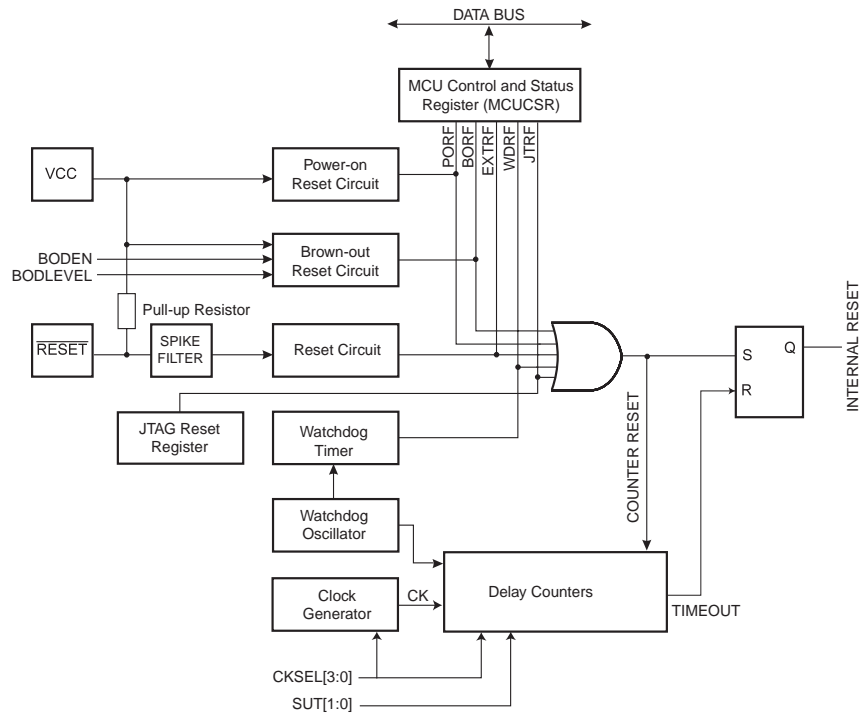 DATA BUS
MCU Control and Status
Register (MCUCSR)
PORF
BORF
EXTRF
WDRF
JTRF
VCC
Power-on
Reset Circuit
BODEN
BODLEVEL
Brown-out
Reset Circuit
Pull-up Resistor
RESET
SPIKE
FILTER
Reset Circuit
S
Q
R
INTERNAL RESET
JTAG Reset
Register
Watchdog
Timer
COUNTER RESET
Watchdog
Oscillator
Clock
Generator
CK
Delay Counters
TIMEOUT
CKSEL[3:0]
SUT[1:0]